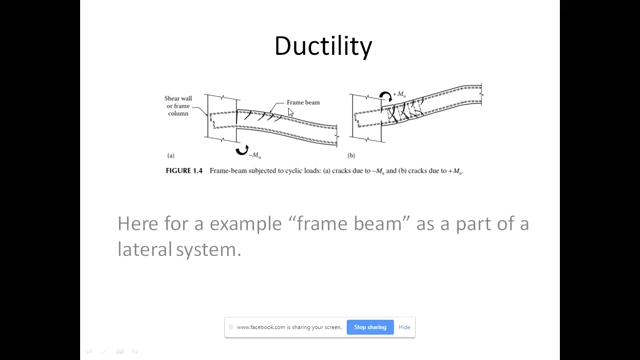 Ductility
Shear wall
or frame
column
Frame beam
−Mu
+Mu
(a)
(b)
FIGURE 1.4 Frame-beam subjected to cyclic loads: (a) cracks due to −Mu and (b) cracks due to +Mu.
Here for a example “frame beam” as a part of a
lateral system.
www.facebook.com is sharing your screen.
Stop sharing
Hide